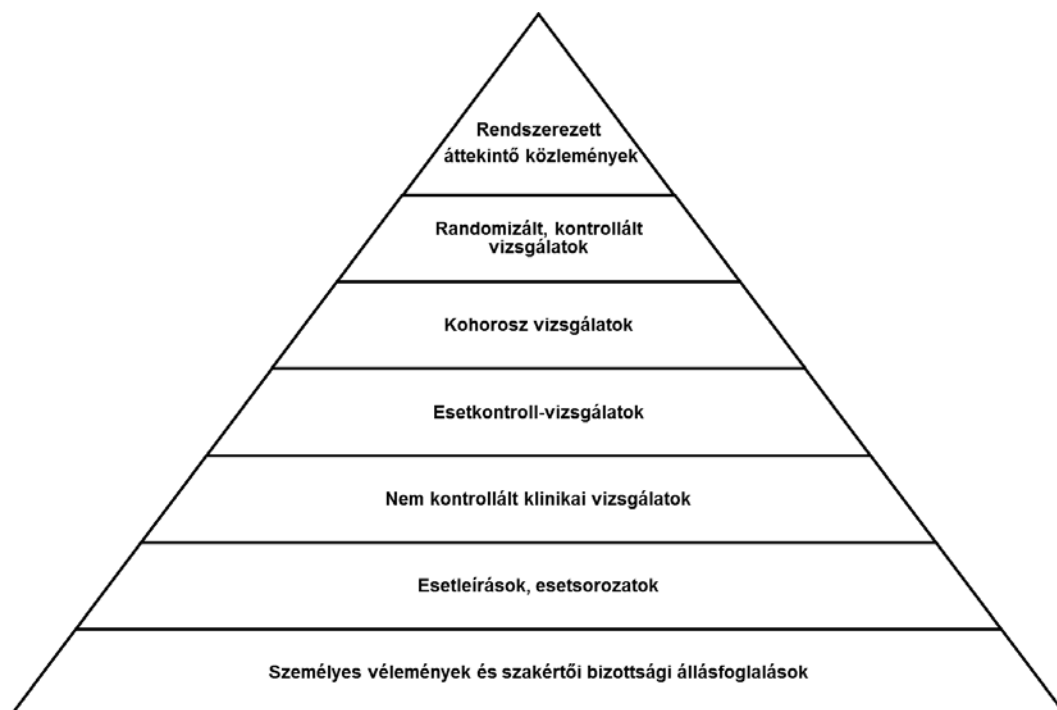 Rendszerezett
áttekintő közlemények
Randomizált, kontrollált
vizsgálatok
Kohorosz vizsgálatok
Esetkontroll-vizsgálatok
Nem kontrollált klinikai vizsgálatok
Esetleírások, esetsorozatok
Személyes vélemények és szakértői bizottsági állásfoglalások